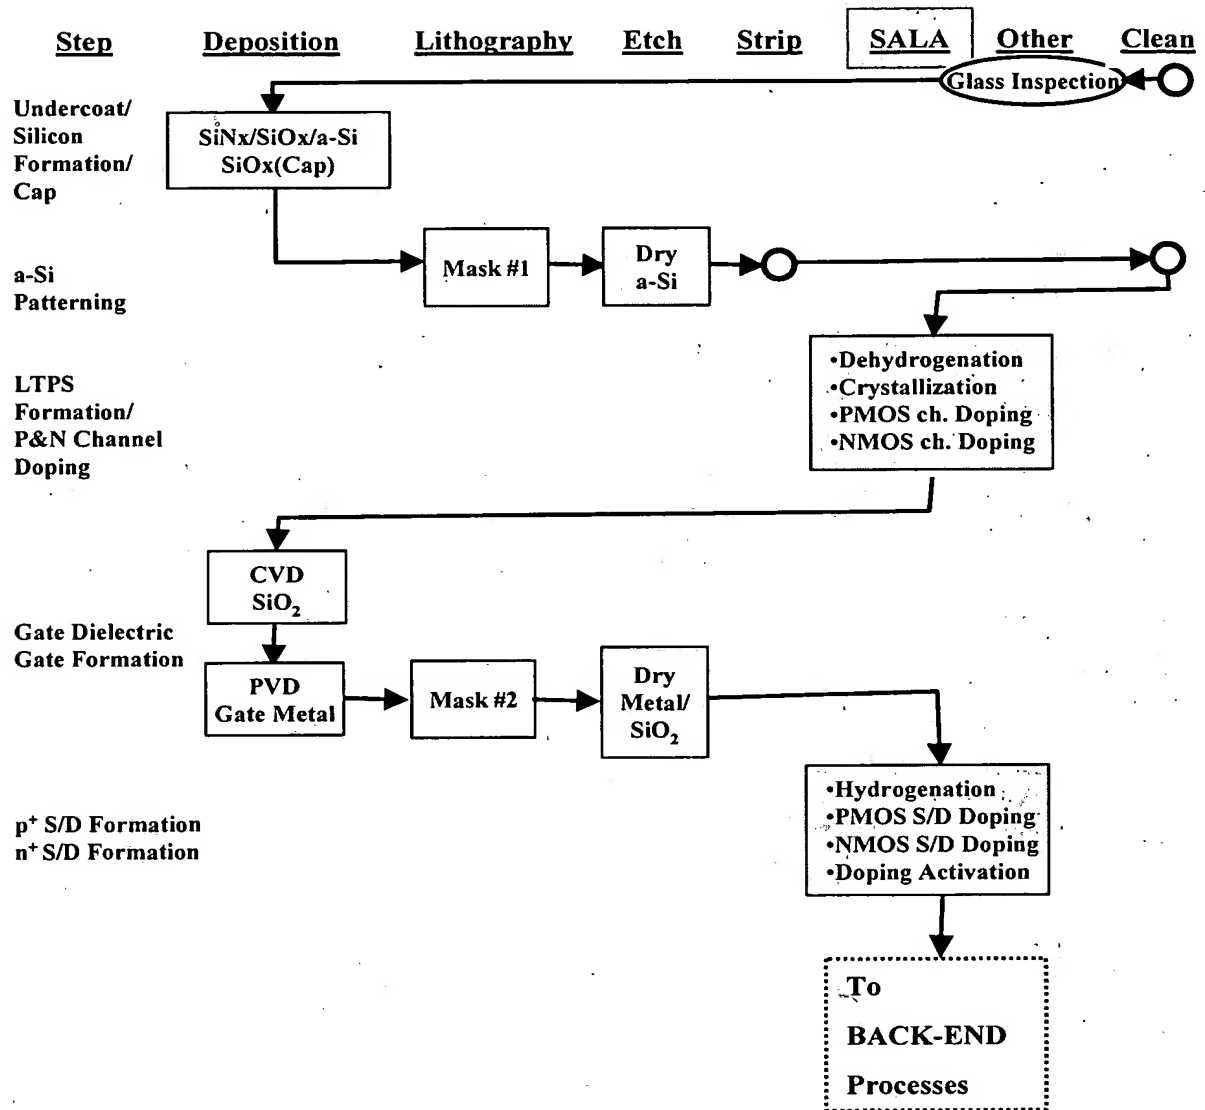 Step Deposition Lithography Etch Strip SALA Other Clean
Glass Inspection
Undercoat/
Silicon
Formation/
Cap
SiNx/SiOx/a-Si
SiOx(Cap)
a-Si
Patterning
Mask #1
Dry
a-Si
LTPS
Formation/
P&N Channel
Doping
•Dehydrogenation
•Crystallization
•PMOS ch. Doping
•NMOS ch. Doping
CVD
SiO₂
Gate Dielectric
Gate Formation
PVD
Gate Metal
Mask #2
Dry
Metal/
SiO₂
p⁺ S/D Formation
n⁺ S/D Formation
•Hydrogenation
•PMOS S/D Doping
•NMOS S/D Doping
•Doping Activation
To
BACK-END
Processes